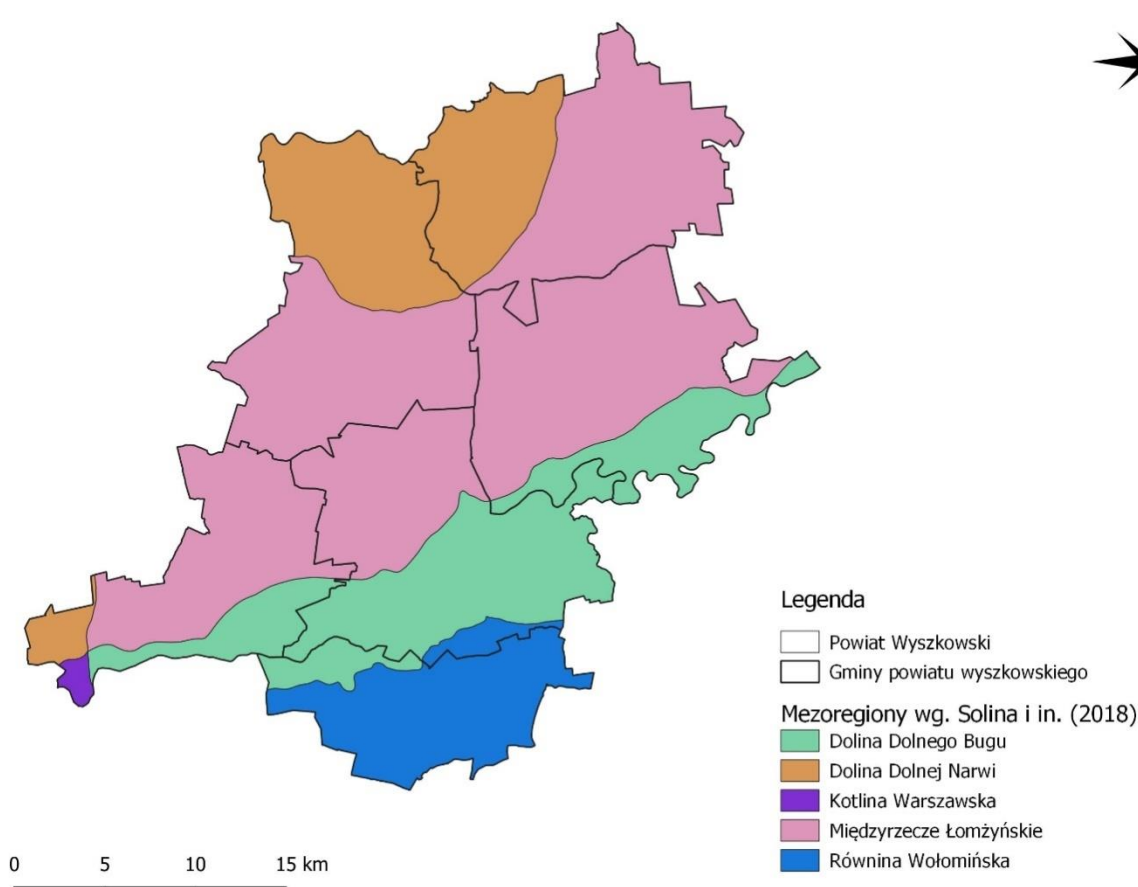 Legenda
Powiat Wyszkowski
Gminy powiatu wyszkowskiego
Mezoregiony wg. Solina i in. (2018)
Dolina Dolnego Bugu
Dolina Dolnej Narwi
Kotlina Warszawska
Międzyrzecze Łomżyńskie
Równina Wołomińska
0 5 10 15 km